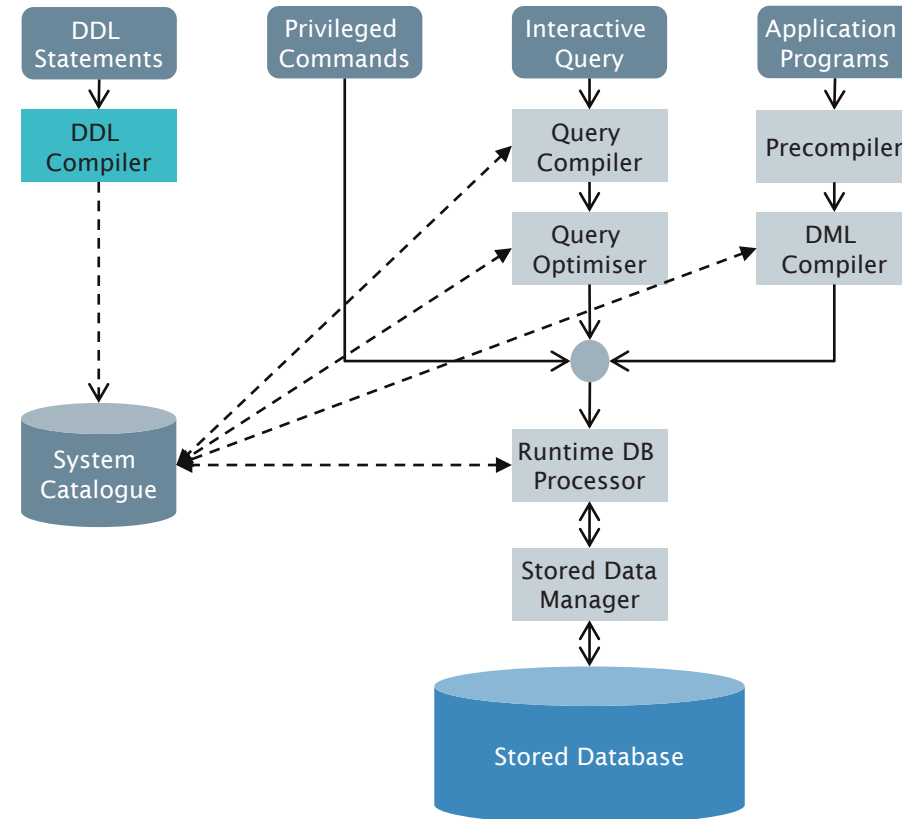 DDL
Statements
Privileged
Commands
Interactive
Query
Application
Programs
DDL
Compiler
Query
Compiler
Precompiler
Query
Optimiser
DML
Compiler
System
Catalogue
Runtime DB
Processor
Stored Data
Manager
Stored Database